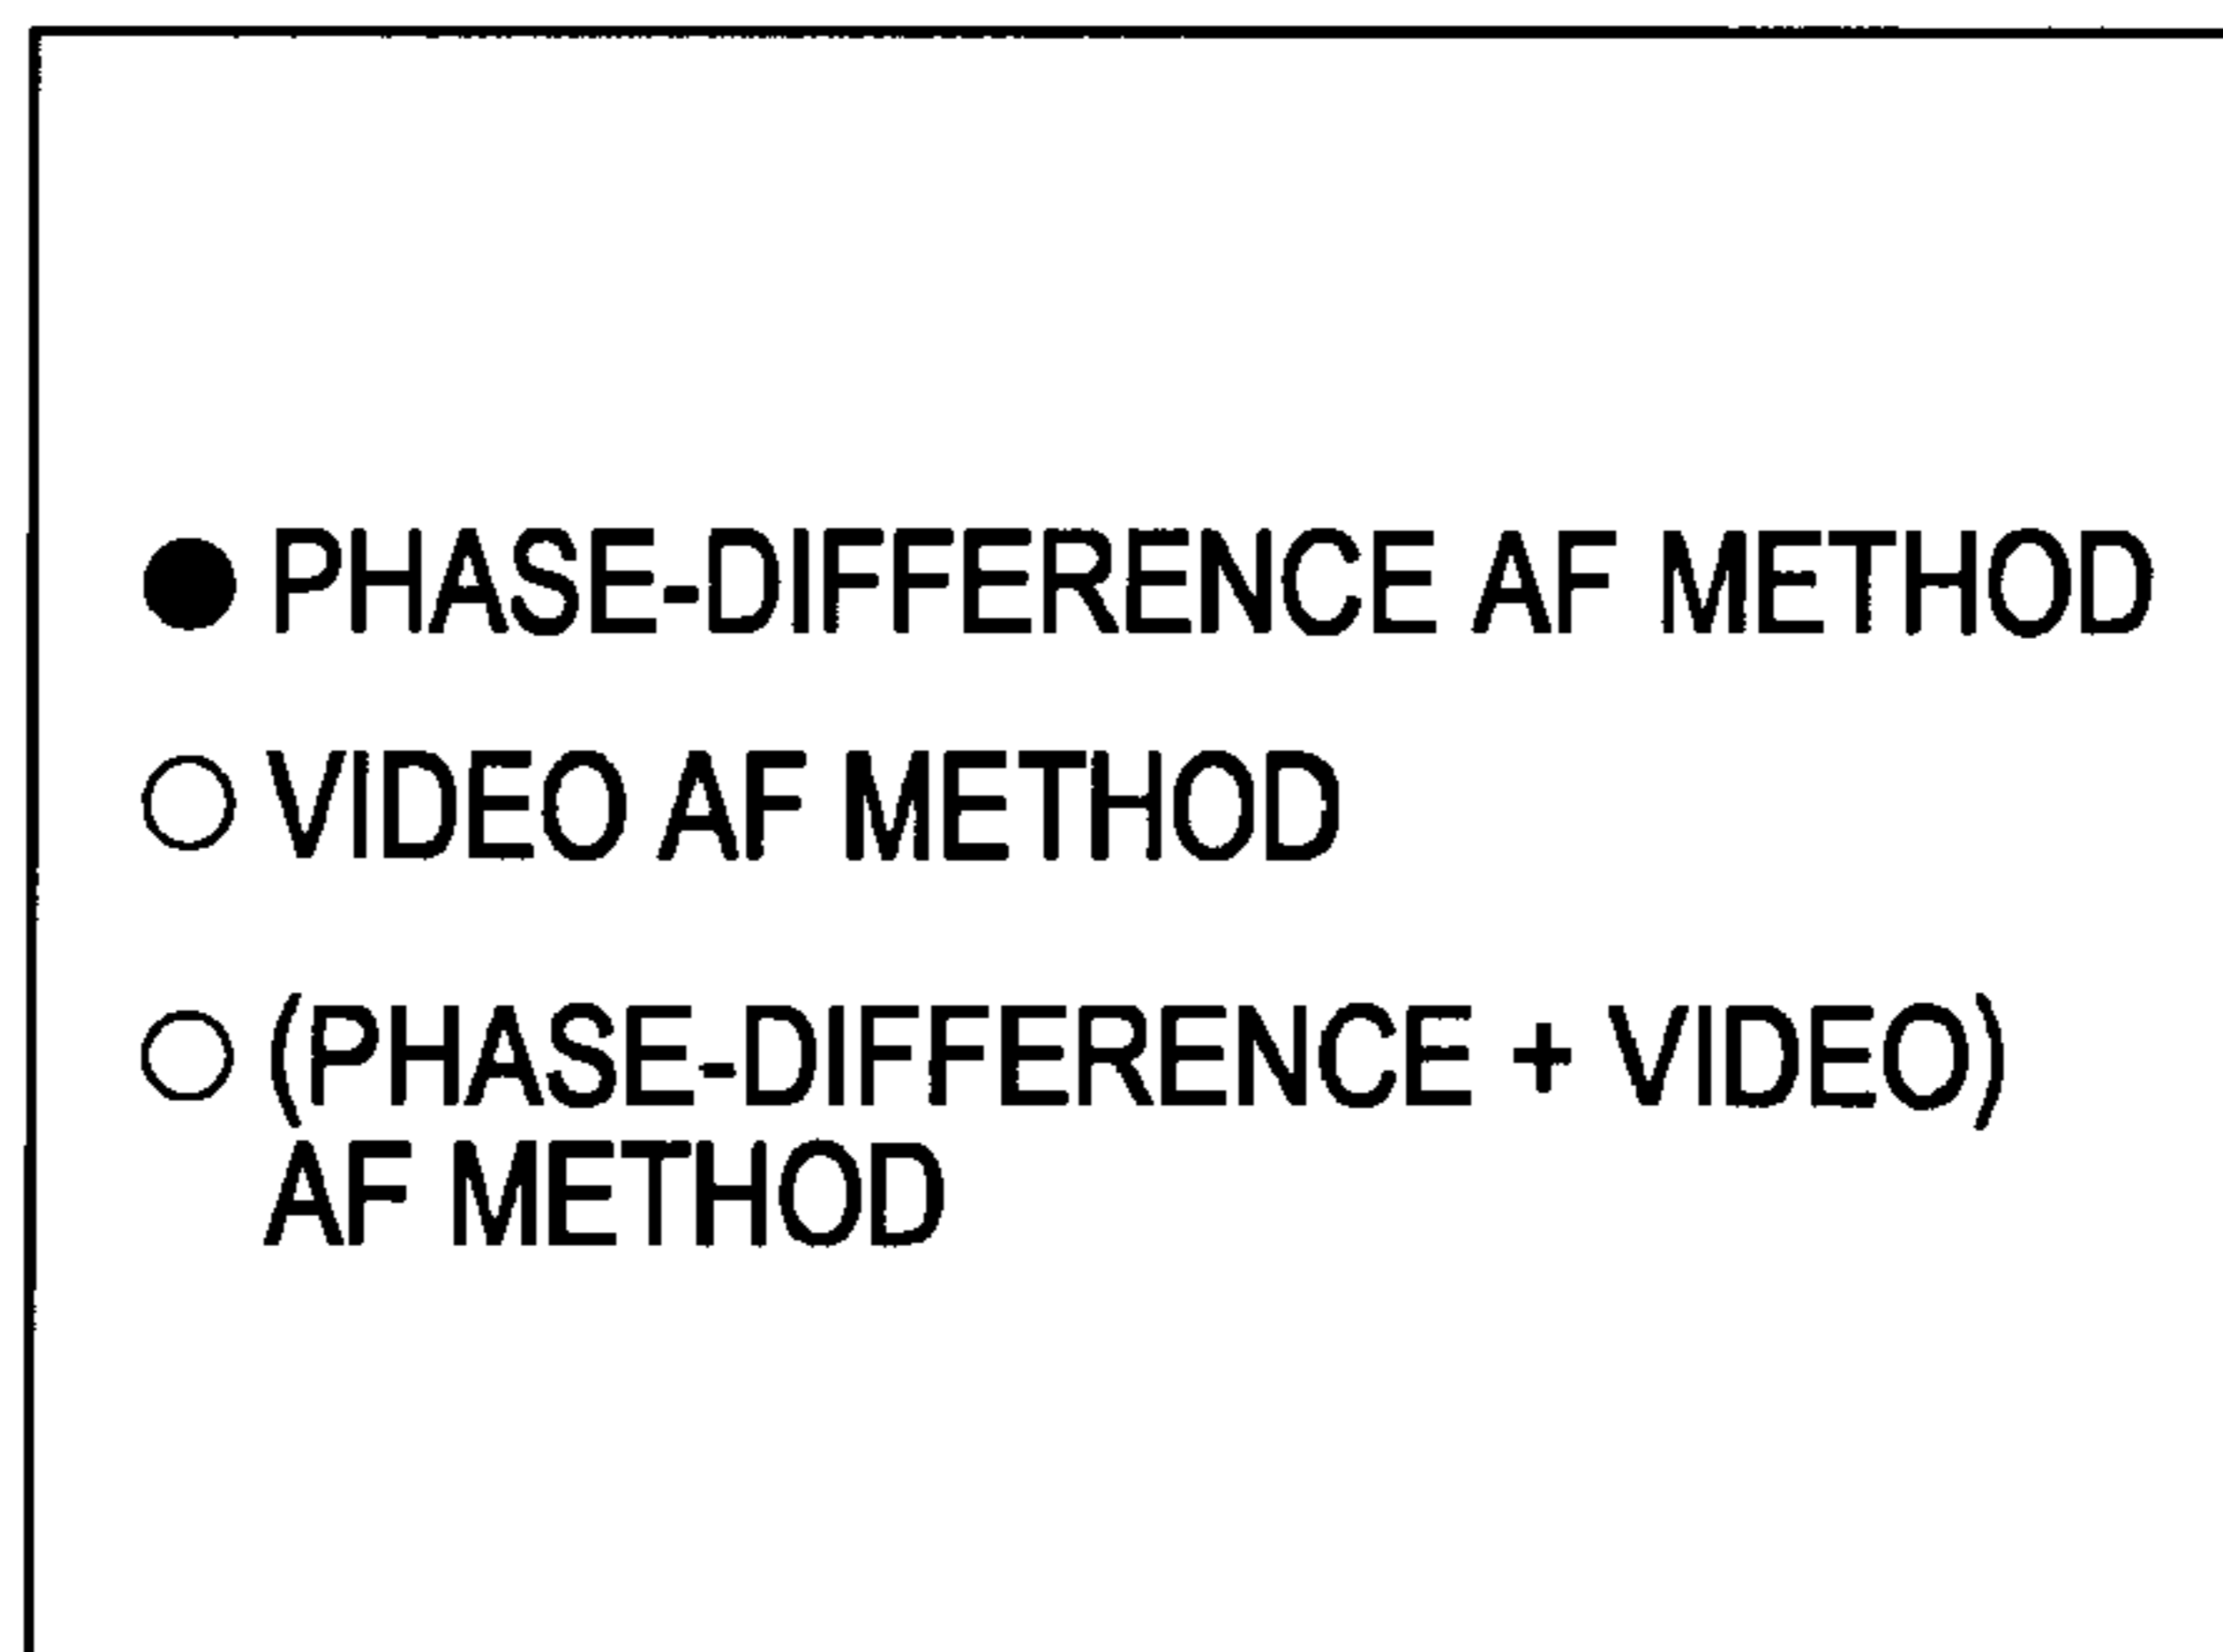 ● PHASE-DIFFERENCE AF METHOD
○ VIDEO AF METHOD
○ (PHASE-DIFFERENCE + VIDEO)
AF METHOD